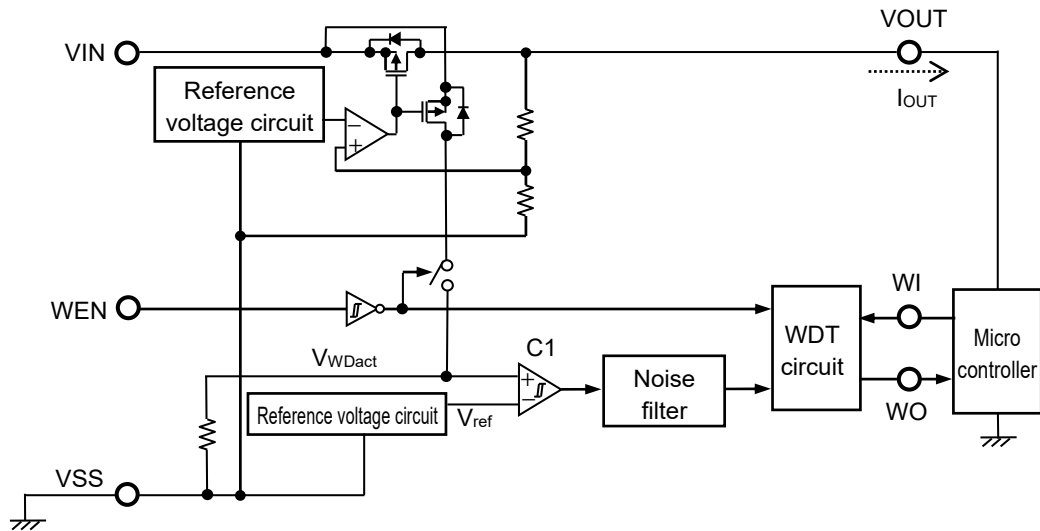 VOUT
VIN
IOUT
Reference
voltage circuit
−
+
WEN
WI
C1
WDT
circuit
Micro
controller
VWDact
+
−
Noise
filter
Reference voltage circuit
Vref
WO
VSS